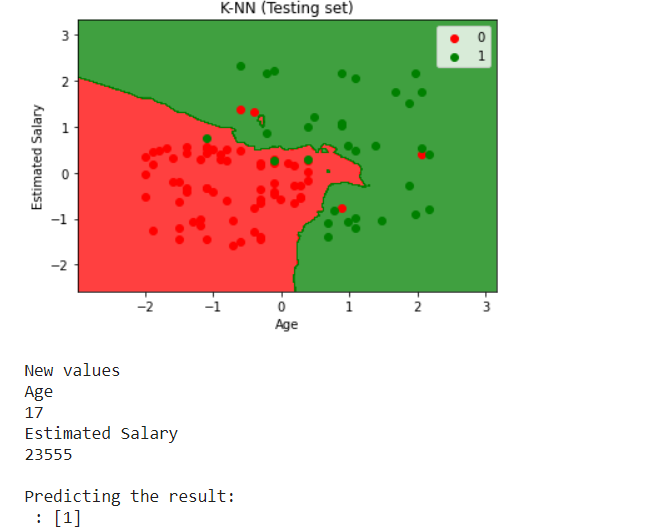 K-NN (Testing set)
0
1
3
2
1
0
−1
−2
Estimated Salary
−2 −1 0 1 2 3
Age
New values
Age
17
Estimated Salary
23555
Predicting the result:
: [1]